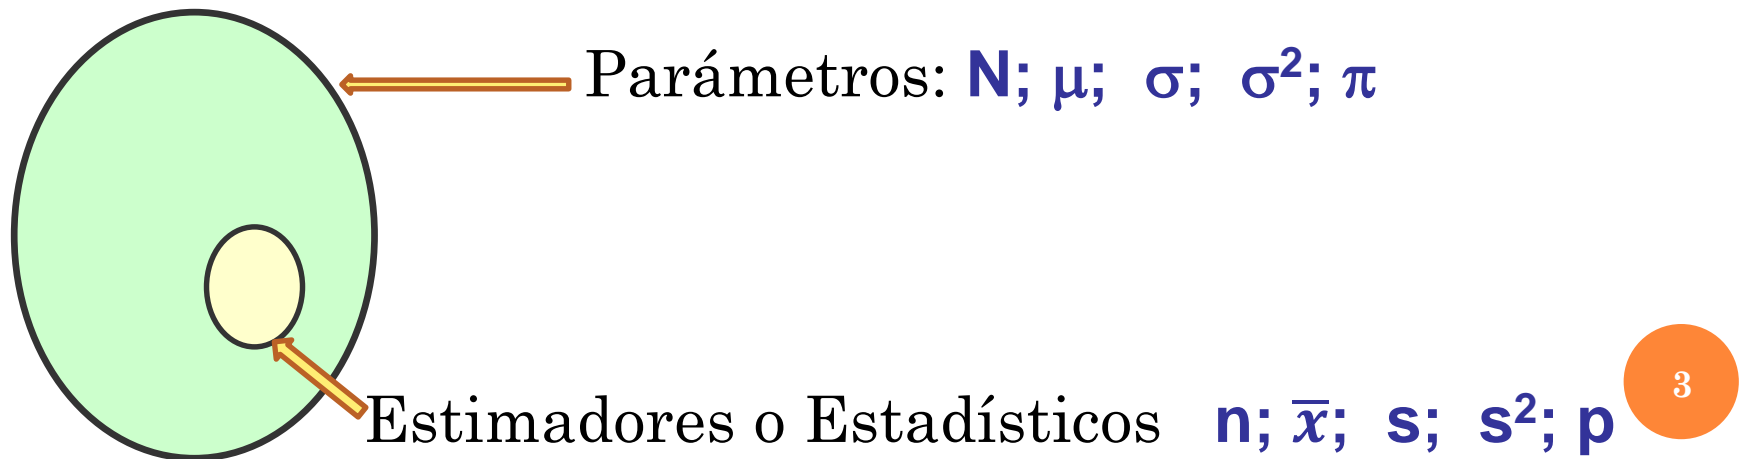 Parámetros: N; μ; σ; σ²; π
3
Estimadores o Estadísticos n; x̅; s; s²; p